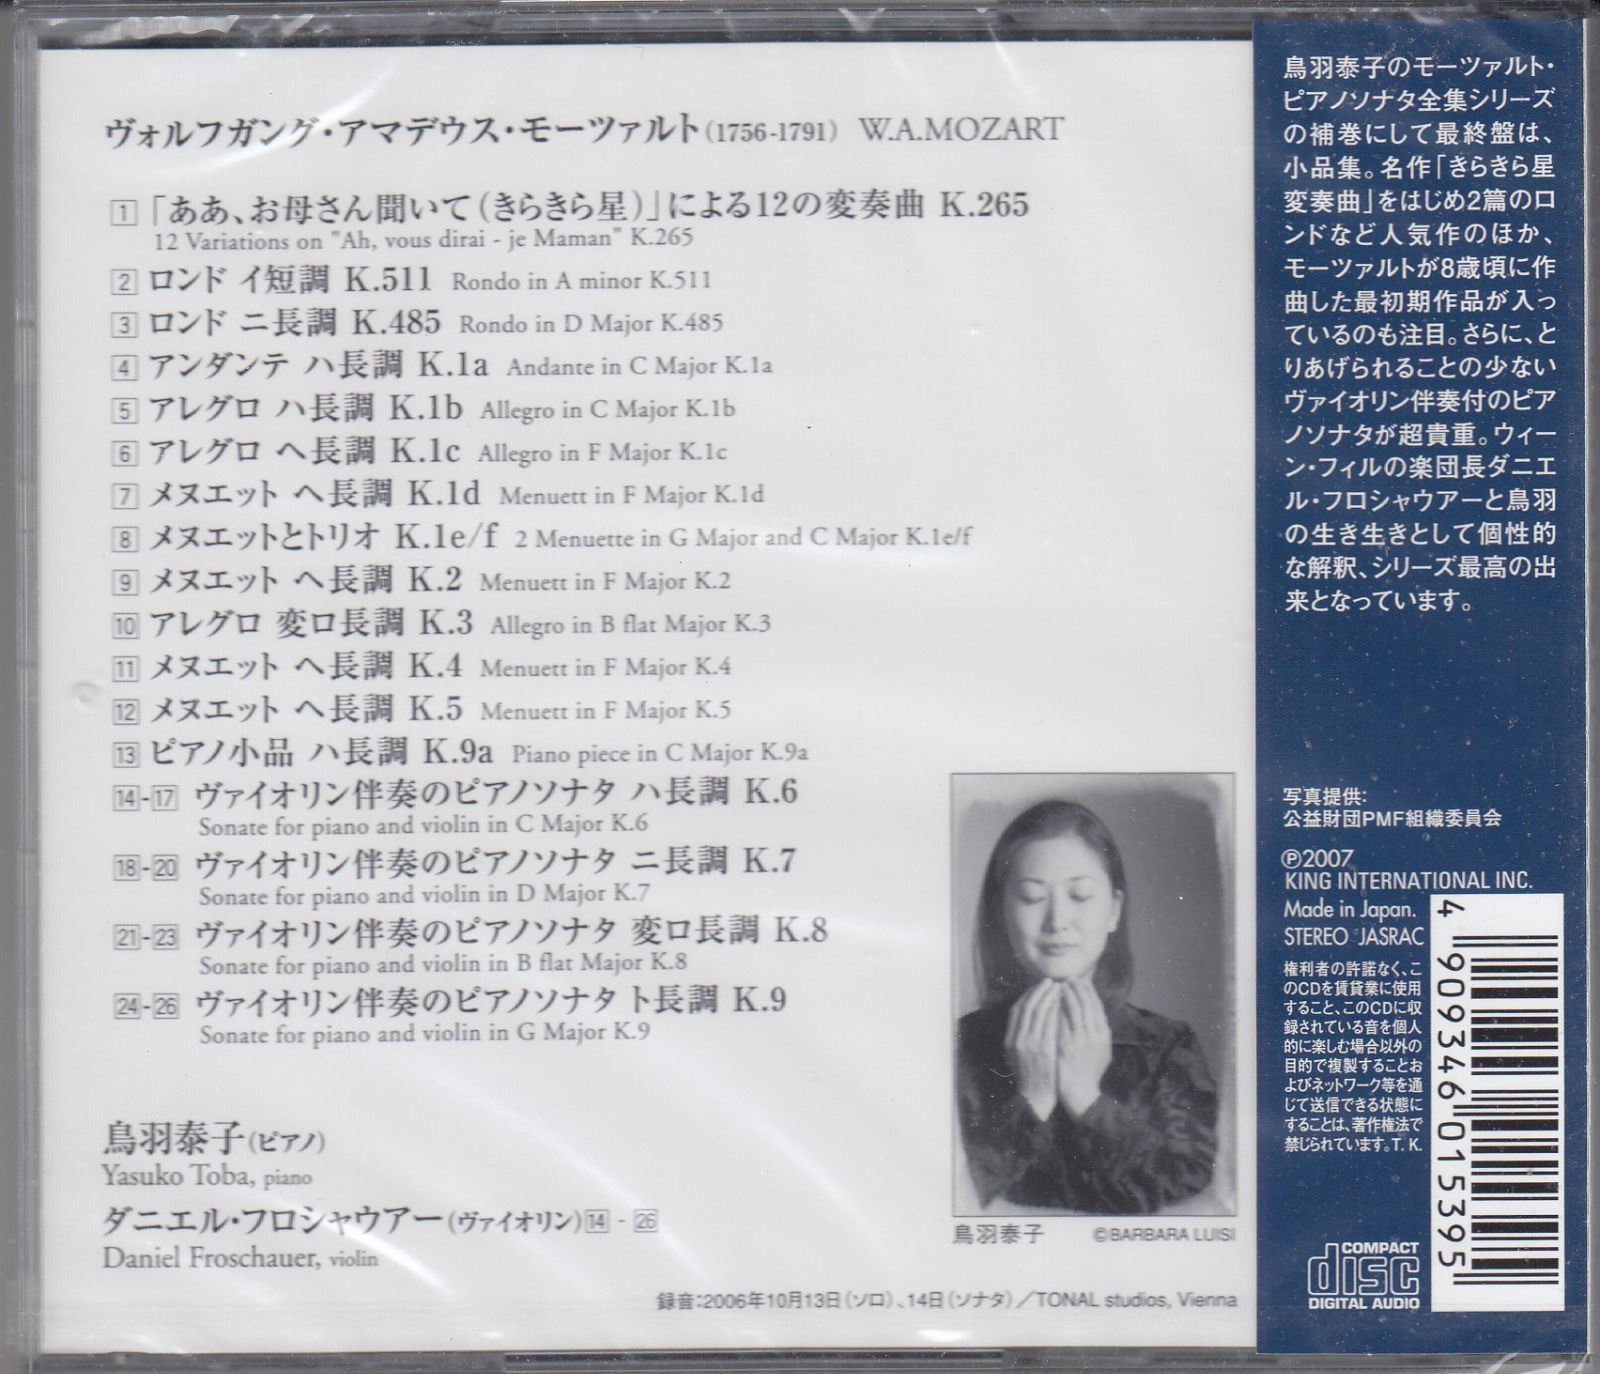 ヴォルフガング・アマデウス・モーツァルト(1756-1791) W.A.MOZART
1 「ああ、お母さん聞いて(きらきら星)」による12の変奏曲 K.265
12 Variations on "Ah, vous dirai - je Maman" K.265
2 ロンド イ短調 K.511 Rondo in A minor K.511
3 ロンド ニ長調 K.485 Rondo in D Major K.485
4 アンダンテ ハ長調 K.1a Andante in C Major K.1a
5 アレグロ ハ長調 K.1b Allegro in C Major K.1b
6 アレグロ ヘ長調 K.1c Allegro in F Major K.1c
7 メヌエット ヘ長調 K.1d Menuett in F Major K.1d
8 メヌエットとトリオ K.1e/f 2 Menuette in G Major and C Major K.1e/f
9 メヌエット ヘ長調 K.2 Menuett in F Major K.2
10 アレグロ 変ロ長調 K.3 Allegro in B flat Major K.3
11 メヌエット ヘ長調 K.4 Menuett in F Major K.4
12 メヌエット ヘ長調 K.5 Menuett in F Major K.5
13 ピアノ小品 ハ長調 K.9a Piano piece in C Major K.9a
14-17 ヴァイオリン伴奏のピアノソナタ ハ長調 K.6
Sonate for piano and violin in C Major K.6
18-20 ヴァイオリン伴奏のピアノソナタ ニ長調 K.7
Sonate for piano and violin in D Major K.7
21-23 ヴァイオリン伴奏のピアノソナタ 変ロ長調 K.8
Sonate for piano and violin in B flat Major K.8
24-26 ヴァイオリン伴奏のピアノソナタ ト長調 K.9
Sonate for piano and violin in G Major K.9
鳥羽泰子(ピアノ)
Yasuko Toba, piano
ダニエル・フロシャウアー(ヴァイオリン)14 - 26
Daniel Froschauer, violin
鳥羽泰子 ©BARBARA LUISI
録音:2006年10月13日(ソロ)、14日(ソナタ)／TONAL studios, Vienna
鳥羽泰子のモーツァルト・
ピアノソナタ全集シリーズ
の補巻にして最終盤は、
小品集。名作「きらきら星
変奏曲」をはじめ2篇のロ
ンドなど人気作のほか、
モーツァルトが8歳頃に作
曲した最初期作品が入っ
ているのも注目。さらに、と
りあげられることの少ない
ヴァイオリン伴奏付のピア
ノソナタが超貴重。ウィー
ン・フィルの楽団長ダニエ
ル・フロシャウアーと鳥羽
の生き生きとして個性的
な解釈、シリーズ最高の出
来となっています。
写真提供:
公益財団PMF組織委員会
℗2007
KING INTERNATIONAL INC.
Made in Japan.
STEREO JASRAC
権利者の許諾なく、こ
のCDを賃貸業に使用
すること、このCDに収
録されている音を個人
的に楽しむ場合以外の
目的で複製することお
よびネットワーク等を通
じて送信できる状態に
することは、著作権法で
禁じられています。T. K.
4 909346 015395
COMPACT
disc
DIGITAL AUDIO